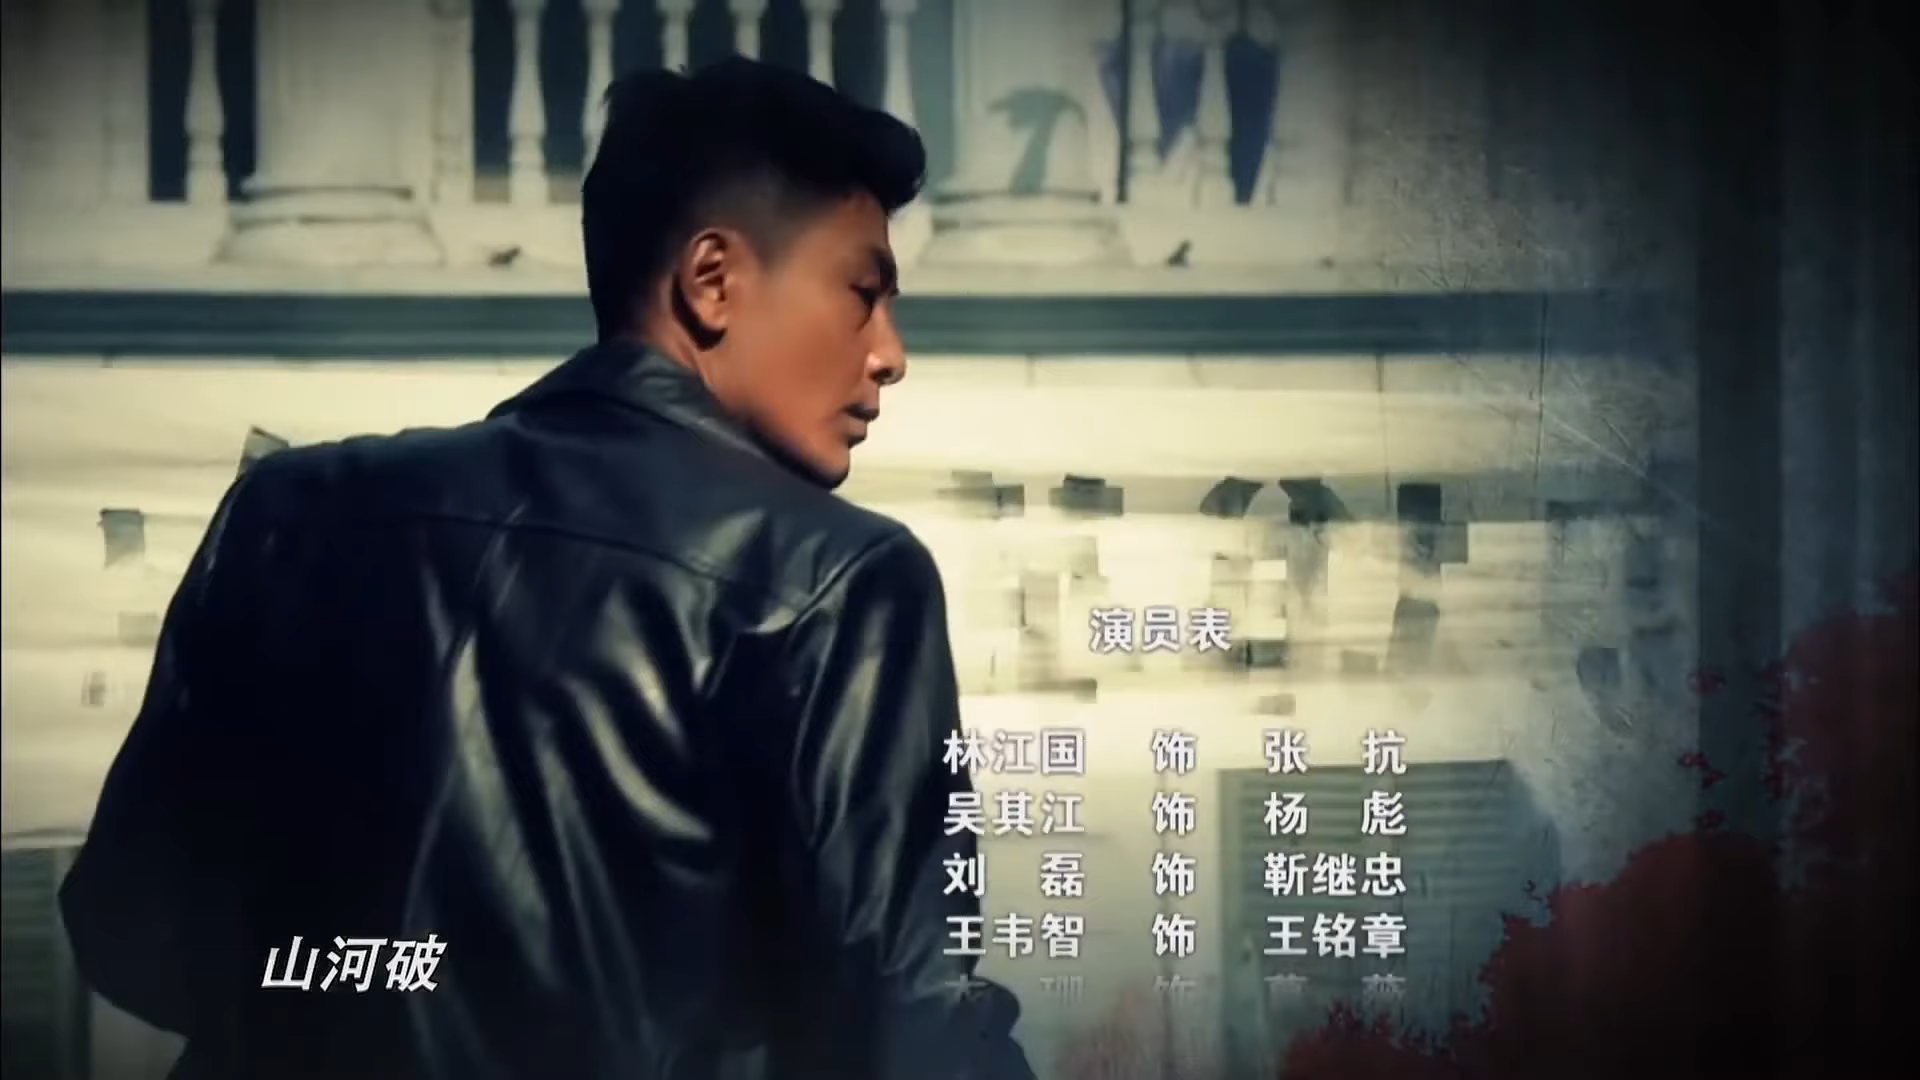 演员表
林江国 饰 张 抗
吴其江 饰 杨 彪
刘 磊 饰 靳继忠
王韦智 饰 王铭章
饰
山河破